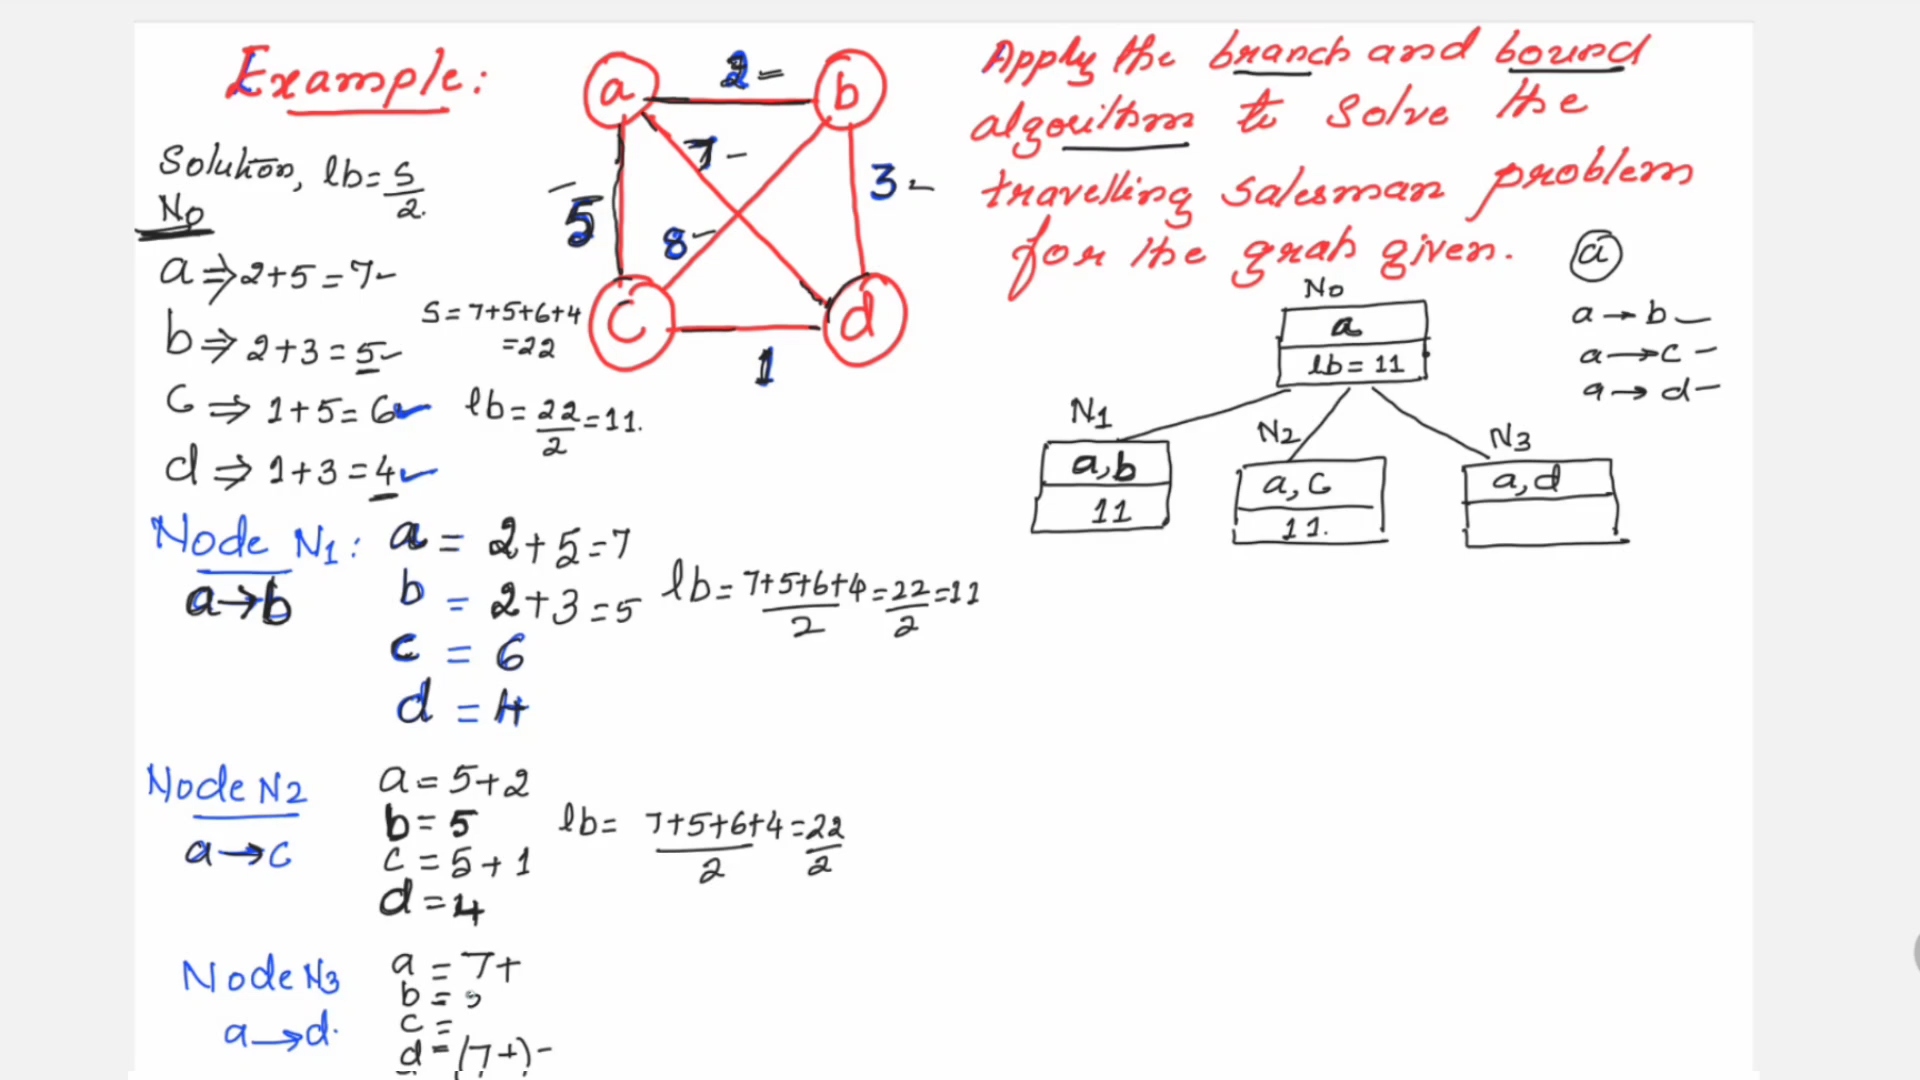 Example:
Apply the branch and bound
algorithm to solve the
travelling salesman problem
for the grah given.
a
a → b
a → c
a → d
a
b
c
d
2
7
5
8
3
1
Solution, lb = S/2.
N0
a ⇒ 2+5 = 7
b ⇒ 2+3 = 5
c ⇒ 1+5 = 6
d ⇒ 1+3 = 4
S = 7+5+6+4
= 22
lb = 22/2 = 11.
N0
a
lb = 11
N1
a,b
11
N2
a, c
11.
N3
a, d
Node N1:
a → b
a = 2+5 = 7
b = 2+3 = 5
c = 6
d = 4
lb = 7+5+6+4/2 = 22/2 = 11
Node N2
a → c
a = 5+2
b = 5
c = 5+1
d = 4
lb = 7+5+6+4/2 = 22/2
Node N3
a → d.
a = 7+
b =
c =
d = (7+)